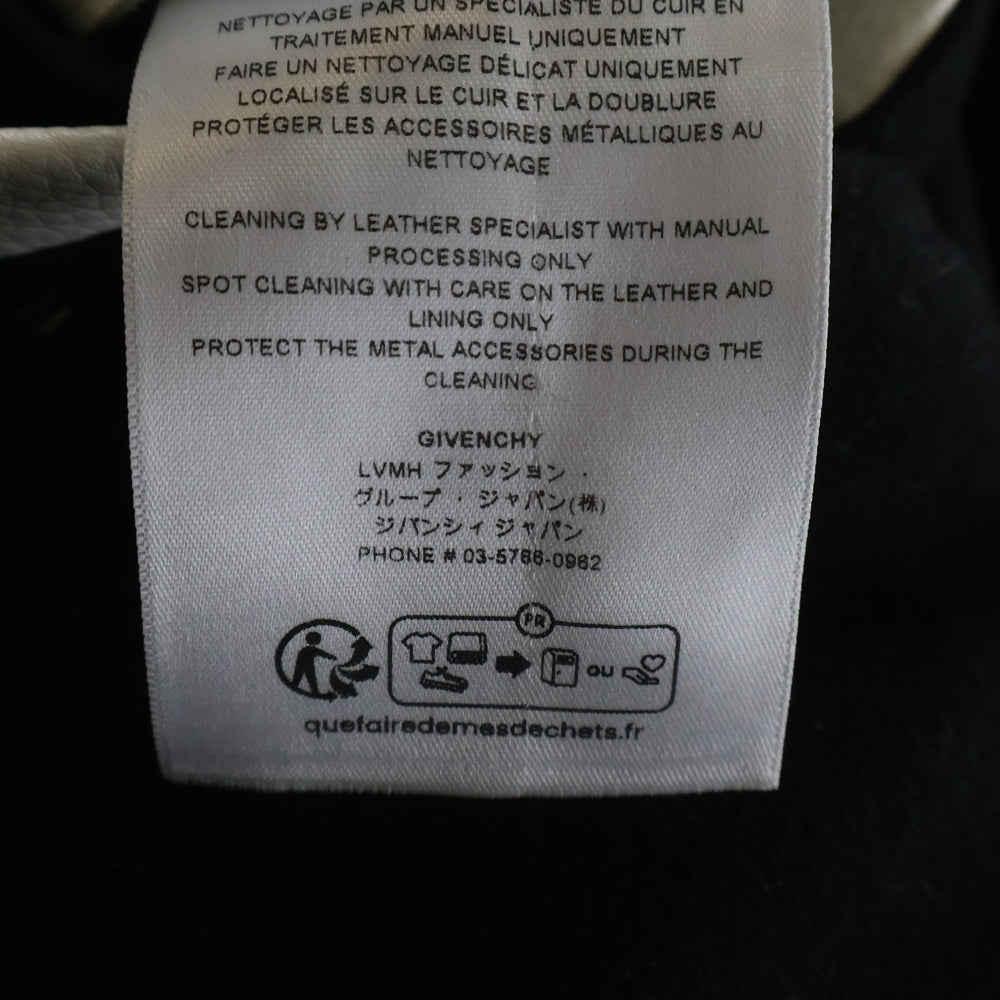 NETTOYAGE PAR UN SPÉCIALISTE DU CUIR EN
TRAITEMENT MANUEL UNIQUEMENT
FAIRE UN NETTOYAGE DÉLICAT UNIQUEMENT
LOCALISÉ SUR LE CUIR ET LA DOUBLURE
PROTÉGER LES ACCESSOIRES MÉTALLIQUES AU
NETTOYAGE
CLEANING BY LEATHER SPECIALIST WITH MANUAL
PROCESSING ONLY
SPOT CLEANING WITH CARE ON THE LEATHER AND
LINING ONLY
PROTECT THE METAL ACCESSORIES DURING THE
CLEANING
GIVENCHY
LVMH ファッション ・
グループ ・ ジャパン(株)
ジバンシィ ジャパン
PHONE # 03-5766-0962
FR
OU
quefairedemesdechets.fr